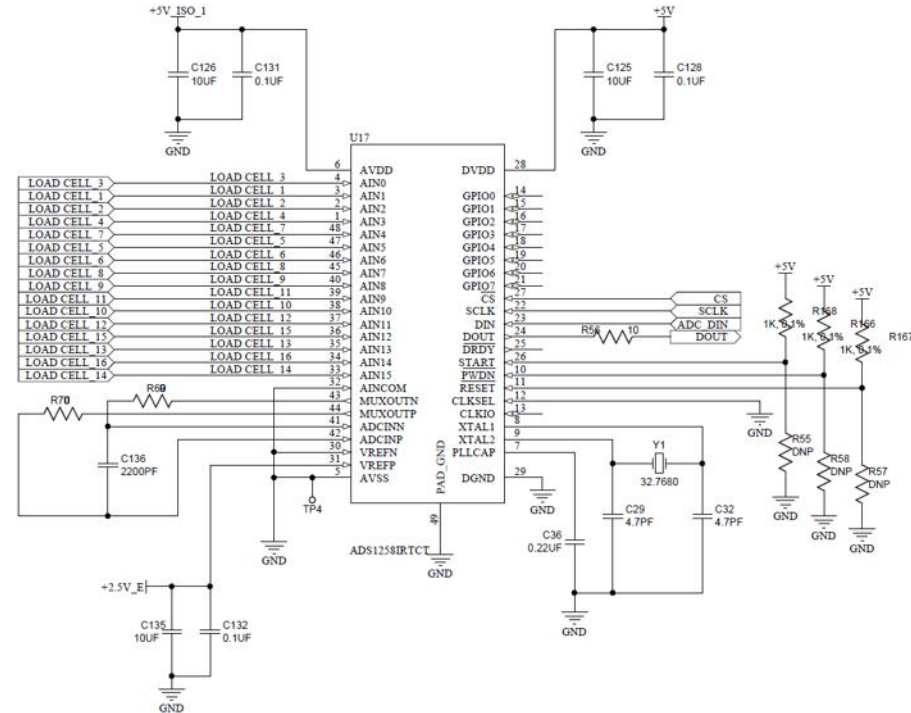 +5V_ISO_1
+5V
C126
10UF
C131
0.1UF
C125
10UF
C128
0.1UF
GND
GND
U17
6 AVDD
DVDD 28
LOAD CELL_3 LOAD CELL_3 4 AIN0
LOAD CELL_1 LOAD CELL_1 3 AIN1
LOAD CELL_2 LOAD CELL_2 2 AIN2
LOAD CELL_4 LOAD CELL_4 1 AIN3
LOAD CELL_7 LOAD CELL_7 48 AIN4
LOAD CELL_5 LOAD CELL_5 47 AIN5
LOAD CELL_6 LOAD CELL_6 46 AIN6
LOAD CELL_8 LOAD CELL_8 45 AIN7
LOAD CELL_9 LOAD CELL_9 40 AIN8
LOAD CELL_11 LOAD CELL_11 39 AIN9
LOAD CELL_10 LOAD CELL_10 38 AIN10
LOAD CELL_12 LOAD CELL_12 37 AIN11
LOAD CELL_15 LOAD CELL_15 36 AIN12
LOAD CELL_13 LOAD CELL_13 35 AIN13
LOAD CELL_16 LOAD CELL_16 34 AIN14
LOAD CELL_14 LOAD CELL_14 33 AIN15
32 AINCOM
43 MUXOUTN
44 MUXOUTP
41 ADCINN
42 ADCINP
30 VREFN
31 VREFP
5 AVSS
GPIO0 14
GPIO1 15
GPIO2 16
GPIO3 17
GPIO4 18
GPIO5 19
GPIO6 20
GPIO7 21
CS 27 CS
SCLK 22 SCLK
DIN 23 ADC_DIN
DOUT 24 R56 10 DOUT
DRDY 25
START 26
PWDN 10
RESET 11
CLKSEL 12
CLKIO 13
XTAL1 8
XTAL2 9
PLLCAP 7
DGND 29
PAD_GND
49
ADS1258IRTCT
GND
GND
GND
+5V
+5V
+5V
1K, 0.1%
R168
1K, 0.1%
R166
1K, 0.1%
R167
R55
DNP
R58
DNP
R57
DNP
GND
GND
GND
Y1
32.7680
C29
4.7PF
C32
4.7PF
C36
0.22UF
GND
C136
2200PF
TP4
GND
+2.5V_E
C135
10UF
C132
0.1UF
GND